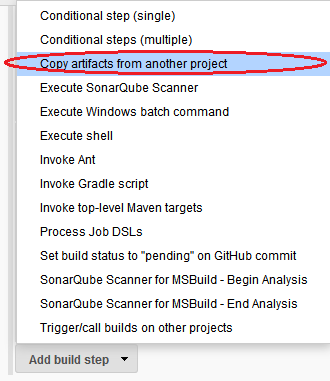 Conditional step (single)
Conditional steps (multiple)
Copy artifacts from another project
Execute SonarQube Scanner
Execute Windows batch command
Execute shell
Invoke Ant
Invoke Gradle script
Invoke top-level Maven targets
Process Job DSLs
Set build status to "pending" on GitHub commit
SonarQube Scanner for MSBuild - Begin Analysis
SonarQube Scanner for MSBuild - End Analysis
Trigger/call builds on other projects
Add build step